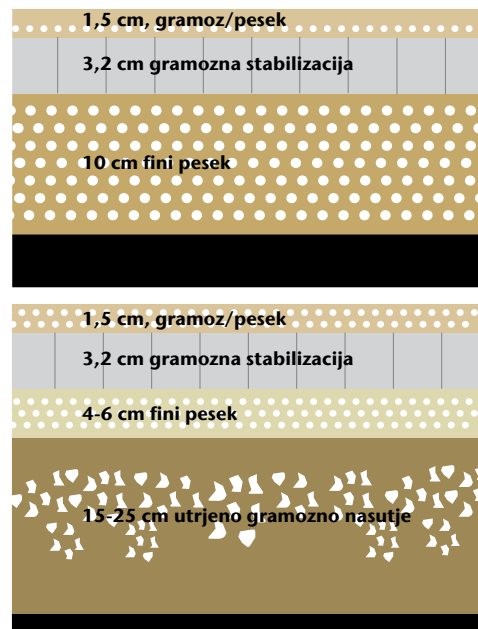 1,5 cm, gramoz/pesek
3,2 cm gramozna stabilizacija
10 cm fini pesek
1,5 cm, gramoz/pesek
3,2 cm gramozna stabilizacija
4-6 cm fini pesek
15-25 cm utrjeno gramozno nasutje